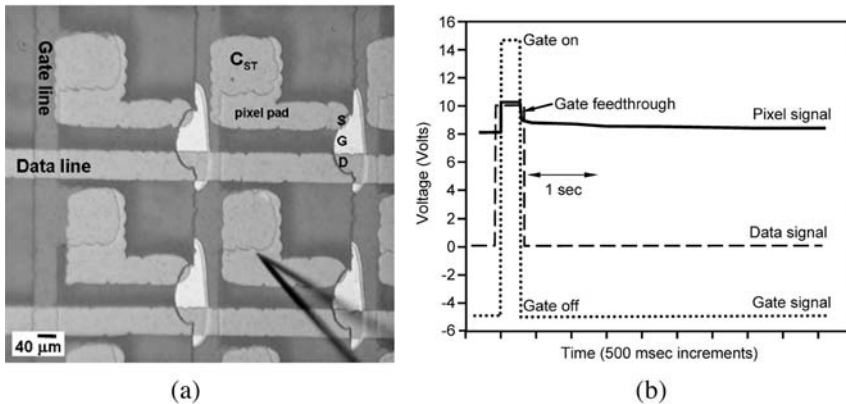 Gate line
C_ST
pixel pad
S
G
D
Data line
40 μm
(a)
Voltage (Volts)
16
14
12
10
8
6
4
2
0
-2
-4
-6
Gate on
Gate feedthrough
Pixel signal
1 sec
Data signal
Gate off
Gate signal
Time (500 msec increments)
(b)